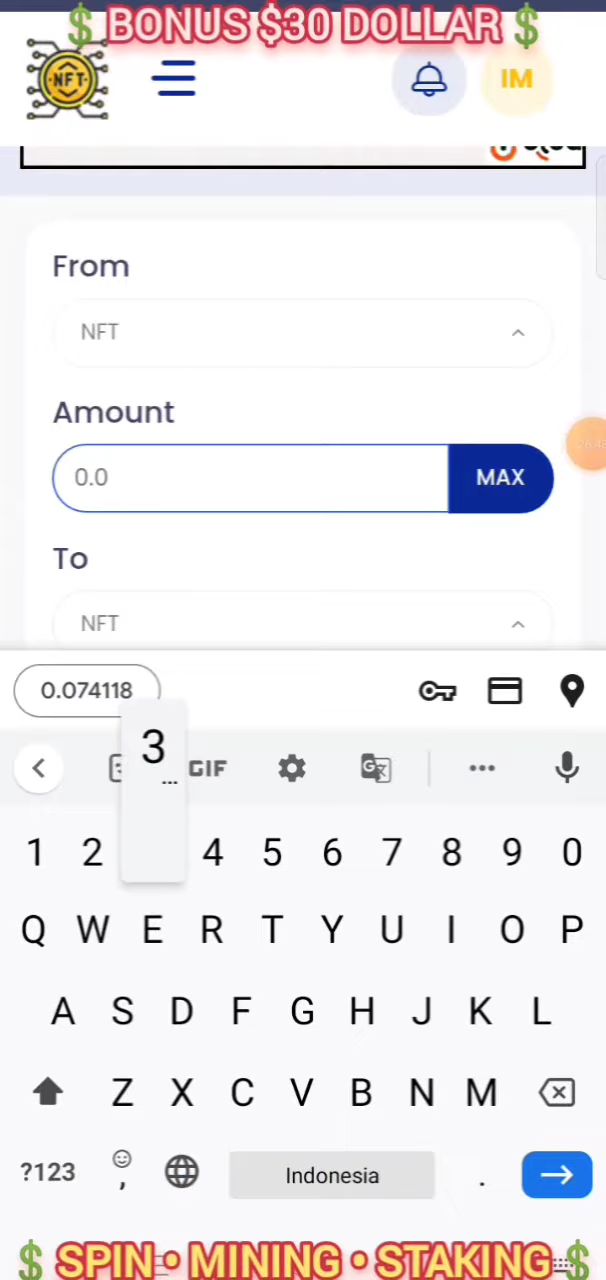 $ BONUS $30 DOLLAR $
NFT
IM
From
NFT
Amount
0.0
MAX
To
NFT
0.074118
3
...
GIF
1 2 4 5 6 7 8 9 0
Q W E R T Y U I O P
A S D F G H J K L
Z X C V B N M
?123 , Indonesia .
$ SPIN • MINING • STAKING $